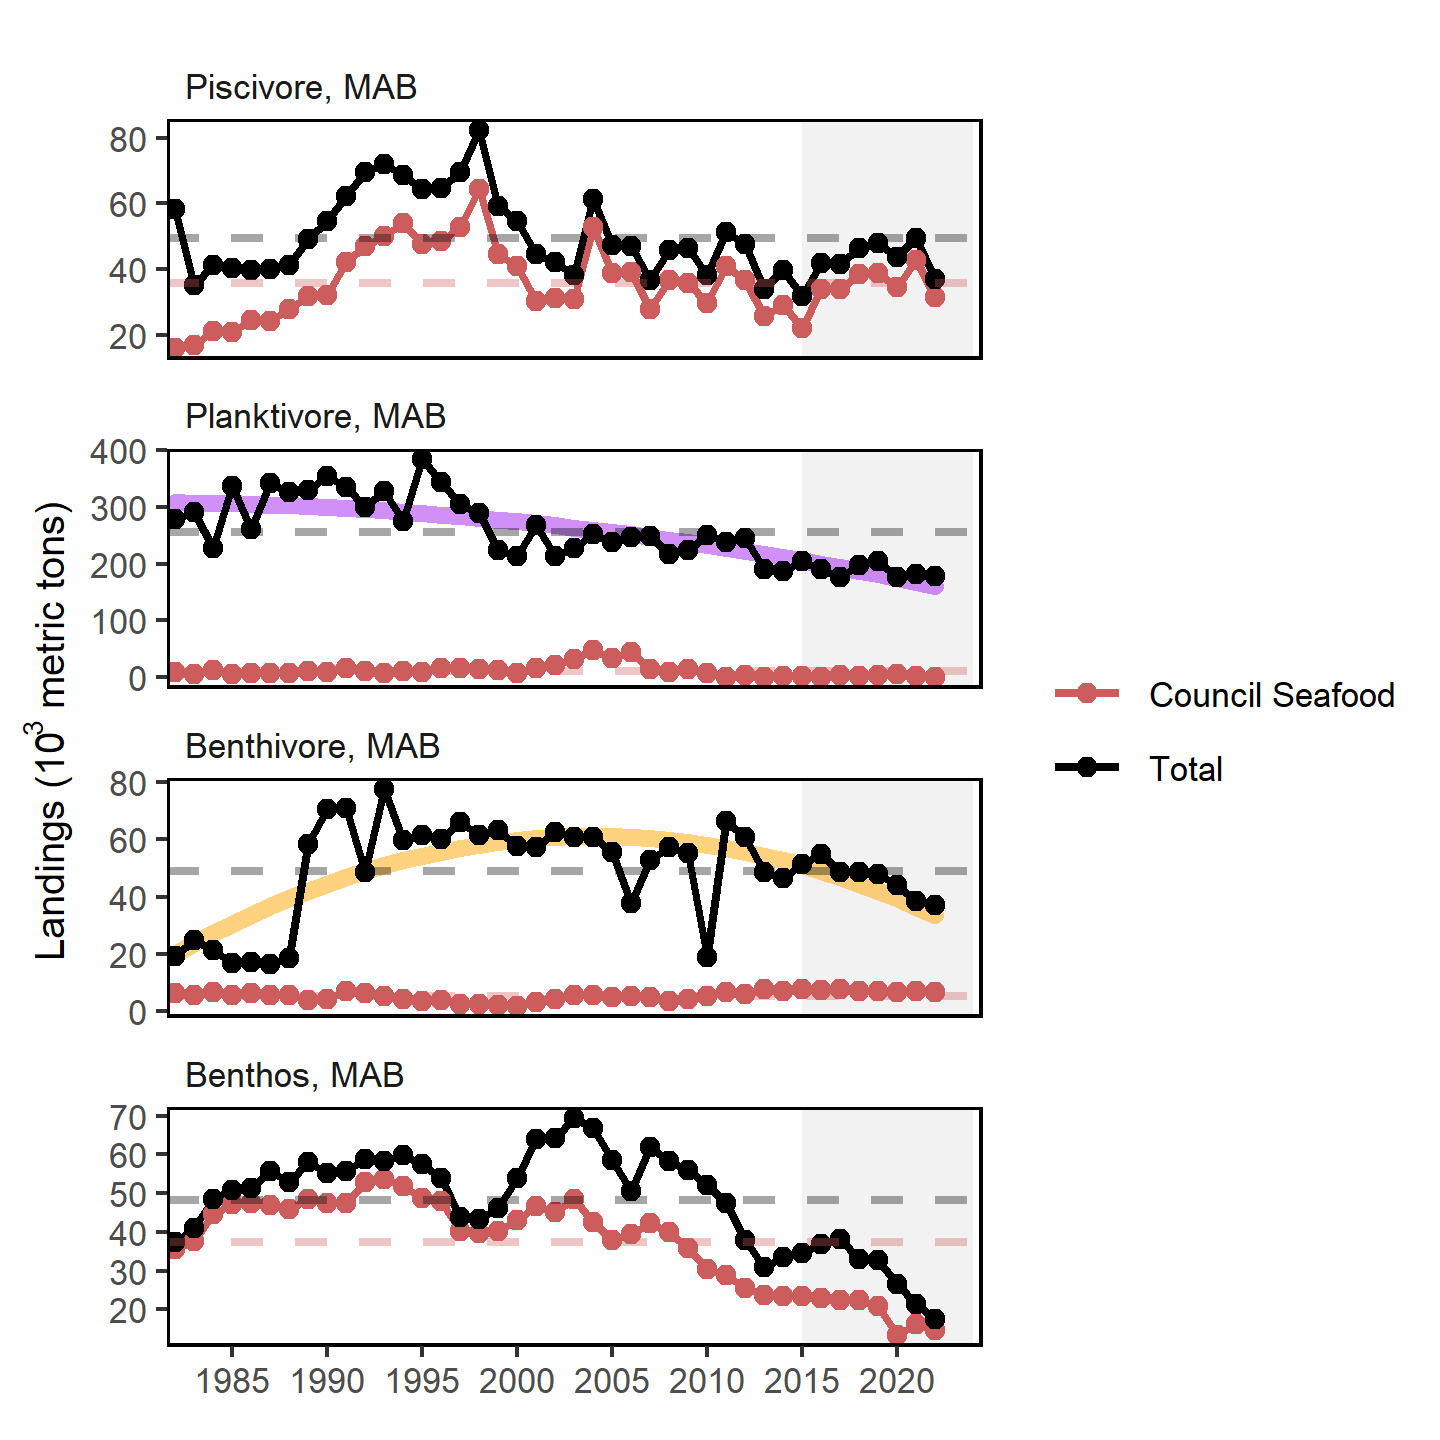 Piscivore, MAB
80
60
40
20
Planktivore, MAB
400
300
200
100
0
Landings (10³ metric tons)
Benthivore, MAB
80
60
40
20
0
Benthos, MAB
70
60
50
40
30
20
1985 1990 1995 2000 2005 2010 2015 2020
Council Seafood
Total